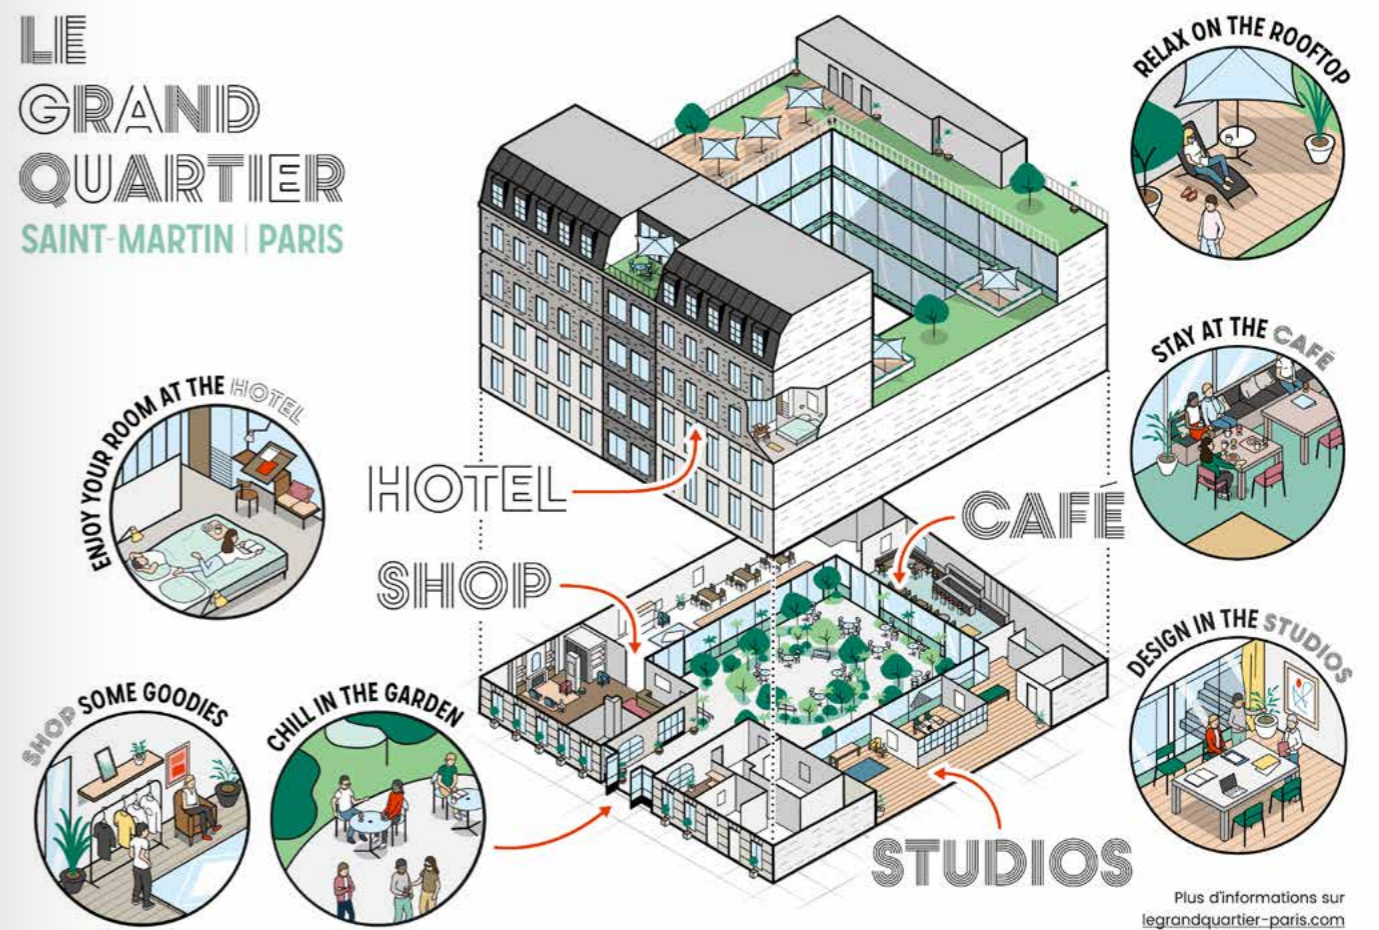 LE
GRAND
QUARTIER
SAINT-MARTIN | PARIS
RELAX ON THE ROOFTOP
STAY AT THE CAFÉ
ENJOY YOUR ROOM AT THE HOTEL
HOTEL
CAFE
SHOP
DESIGN IN THE STUDIOS
SHOP SOME GOODIES
CHILL IN THE GARDEN
STUDIOS
Plus d'informations sur
legrandquartier-paris.com